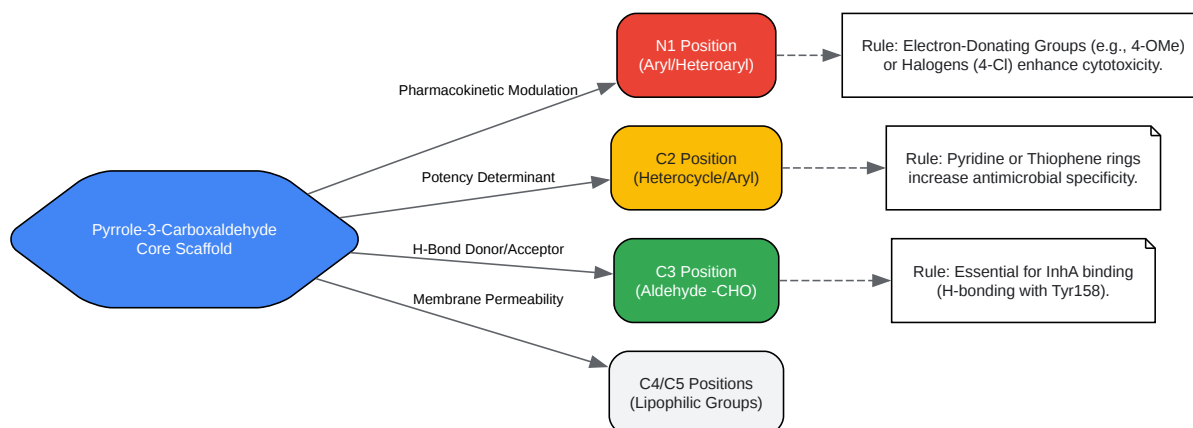 N1 Position
(Aryl/Heteroaryl)
Rule: Electron-Donating Groups (e.g., 4-OMe)
or Halogens (4-Cl) enhance cytotoxicity.
Pharmacokinetic Modulation
C2 Position
(Heterocycle/Aryl)
Rule: Pyridine or Thiophene rings
increase antimicrobial specificity.
Potency Determinant
Pyrrole-3-Carboxaldehyde
Core Scaffold
H-Bond Donor/Acceptor
C3 Position
(Aldehyde -CHO)
Rule: Essential for InhA binding
(H-bonding with Tyr158).
Membrane Permeability
C4/C5 Positions
(Lipophilic Groups)